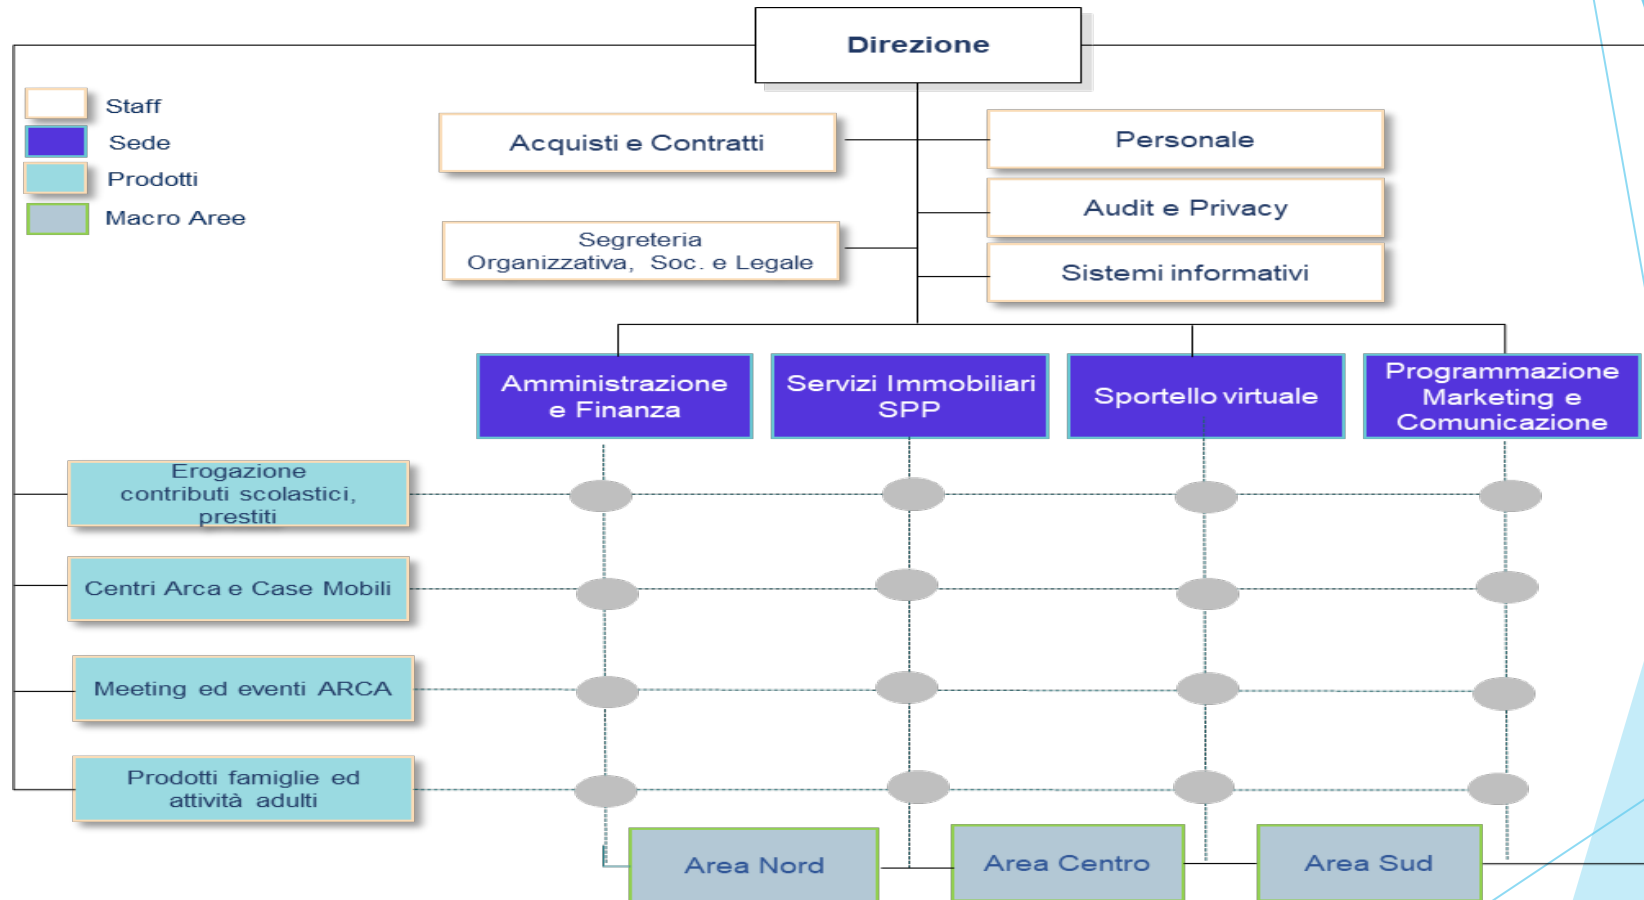 Direzione
Staff
Sede
Prodotti
Macro Aree
Acquisti e Contratti
Personale
Audit e Privacy
Segreteria
Organizzativa, Soc. e Legale
Sistemi informativi
Amministrazione
e Finanza
Servizi Immobiliari
SPP
Sportello virtuale
Programmazione
Marketing e
Comunicazione
Erogazione
contributi scolastici,
prestiti
Centri Arca e Case Mobili
Meeting ed eventi ARCA
Prodotti famiglie ed
attività adulti
Area Nord
Area Centro
Area Sud